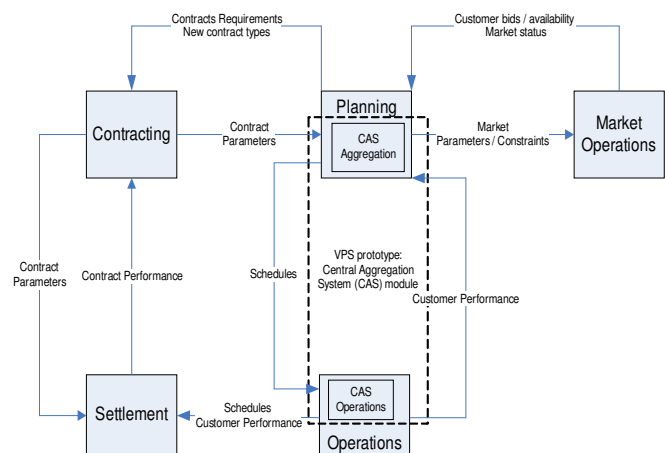 Contracts Requirements
New contract types
Customer bids / availability
Market status
Planning
Contracting
Contract
Parameters
CAS
Aggregation
Market
Parameters / Constraints
Market
Operations
Contract
Parameters
Contract Performance
Schedules
VPS prototype:
Central Aggregation
System (CAS) module
Customer Performance
Settlement
Schedules
Customer Performance
CAS
Operations
Operations